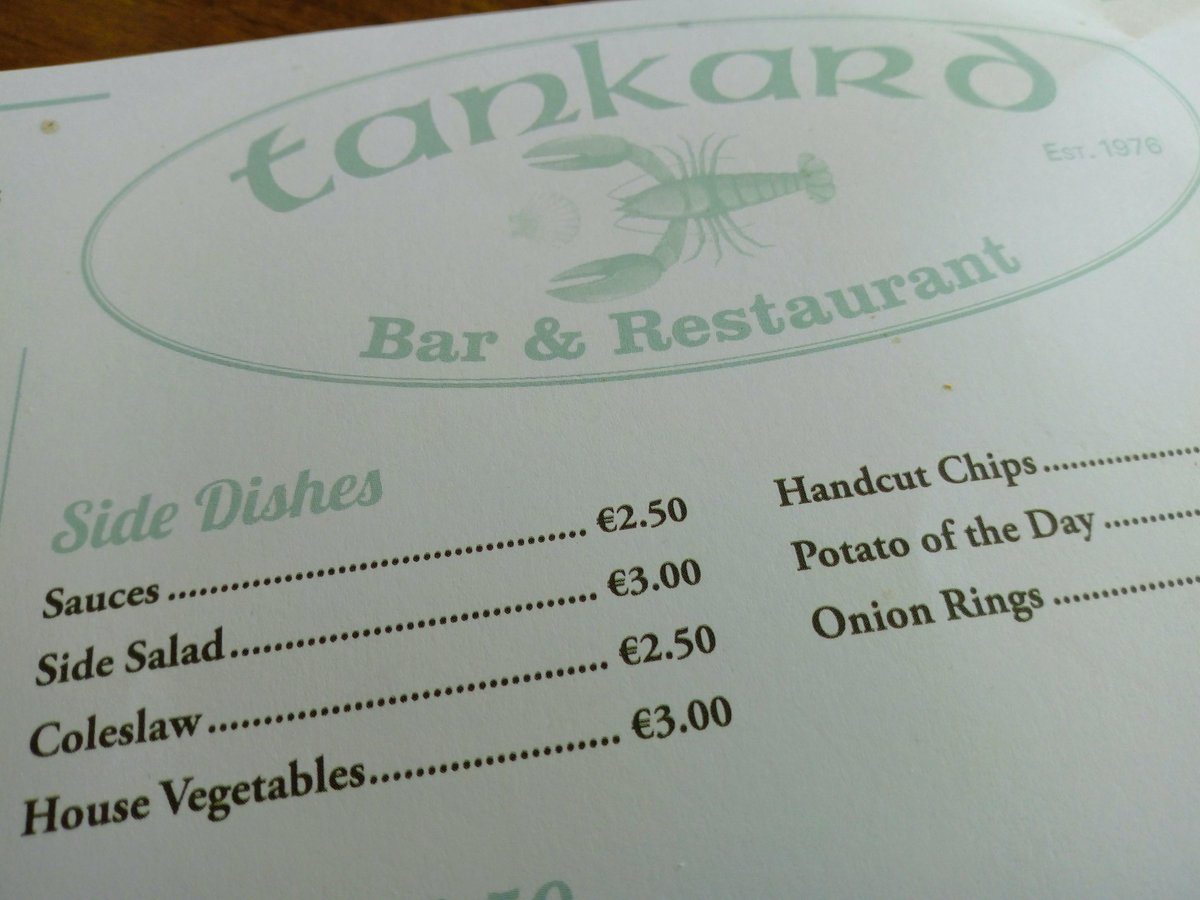 tankard
EST. 1976
Bar & Restaurant
Side Dishes
Sauces .......................................... €2.50
Side Salad .................................... €3.00
Coleslaw ....................................... €2.50
House Vegetables ......................... €3.00
Handcut Chips ................
Potato of the Day ..........
Onion Rings ................